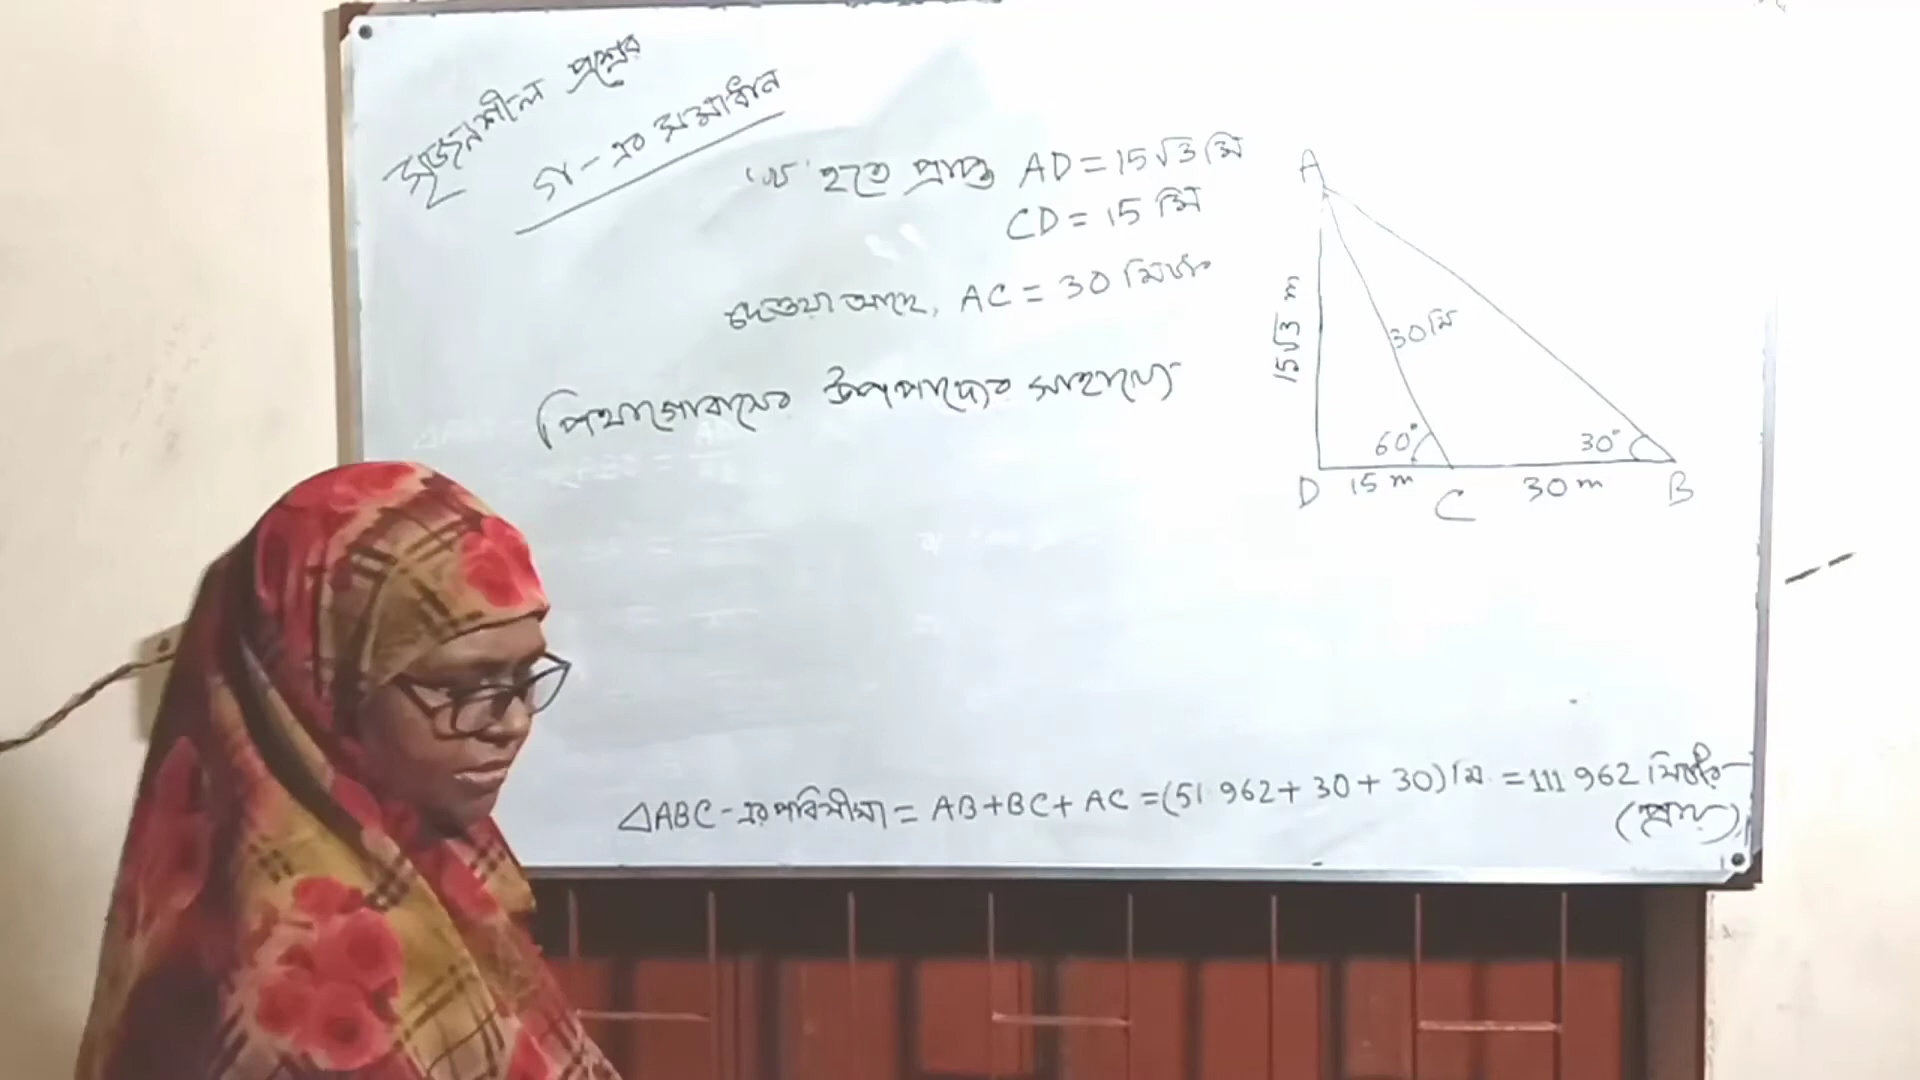 সৃজনশীল প্রশ্নের
গ-এর সমাধান
'খ' হতে প্রাপ্ত AD = 15√3 মি
CD = 15 মি
দেওয়া আছে, AC = 30 মিটার
পিথাগোরাসের উপপাদ্যের সাহায্যে
A
15√3 m
30 মি
60°
30°
D 15 m C 30 m B
△ABC-এর পরিসীমা = AB+BC+AC = (51.962+30+30) মি. = 111.962 মিটার
(প্রায়)